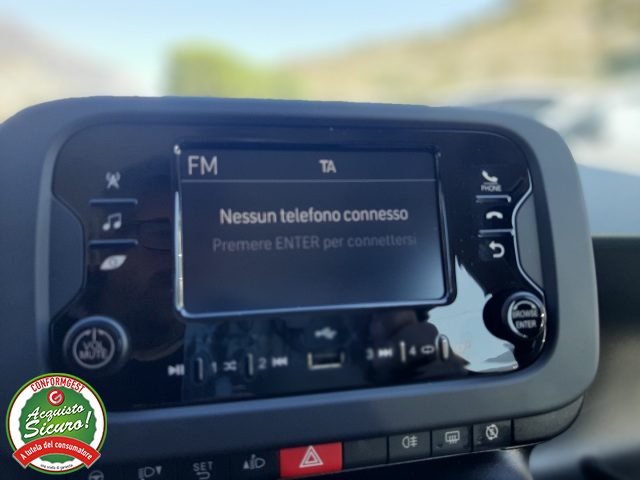 FM TA
PHONE
Nessun telefono connesso
Premere ENTER per connettersi
VOL
MUTE
BROWSE
ENTER
1 2 3 4
SET
CONFORMGEST
Acquisto
Sicuro!
A tutela del consumatore